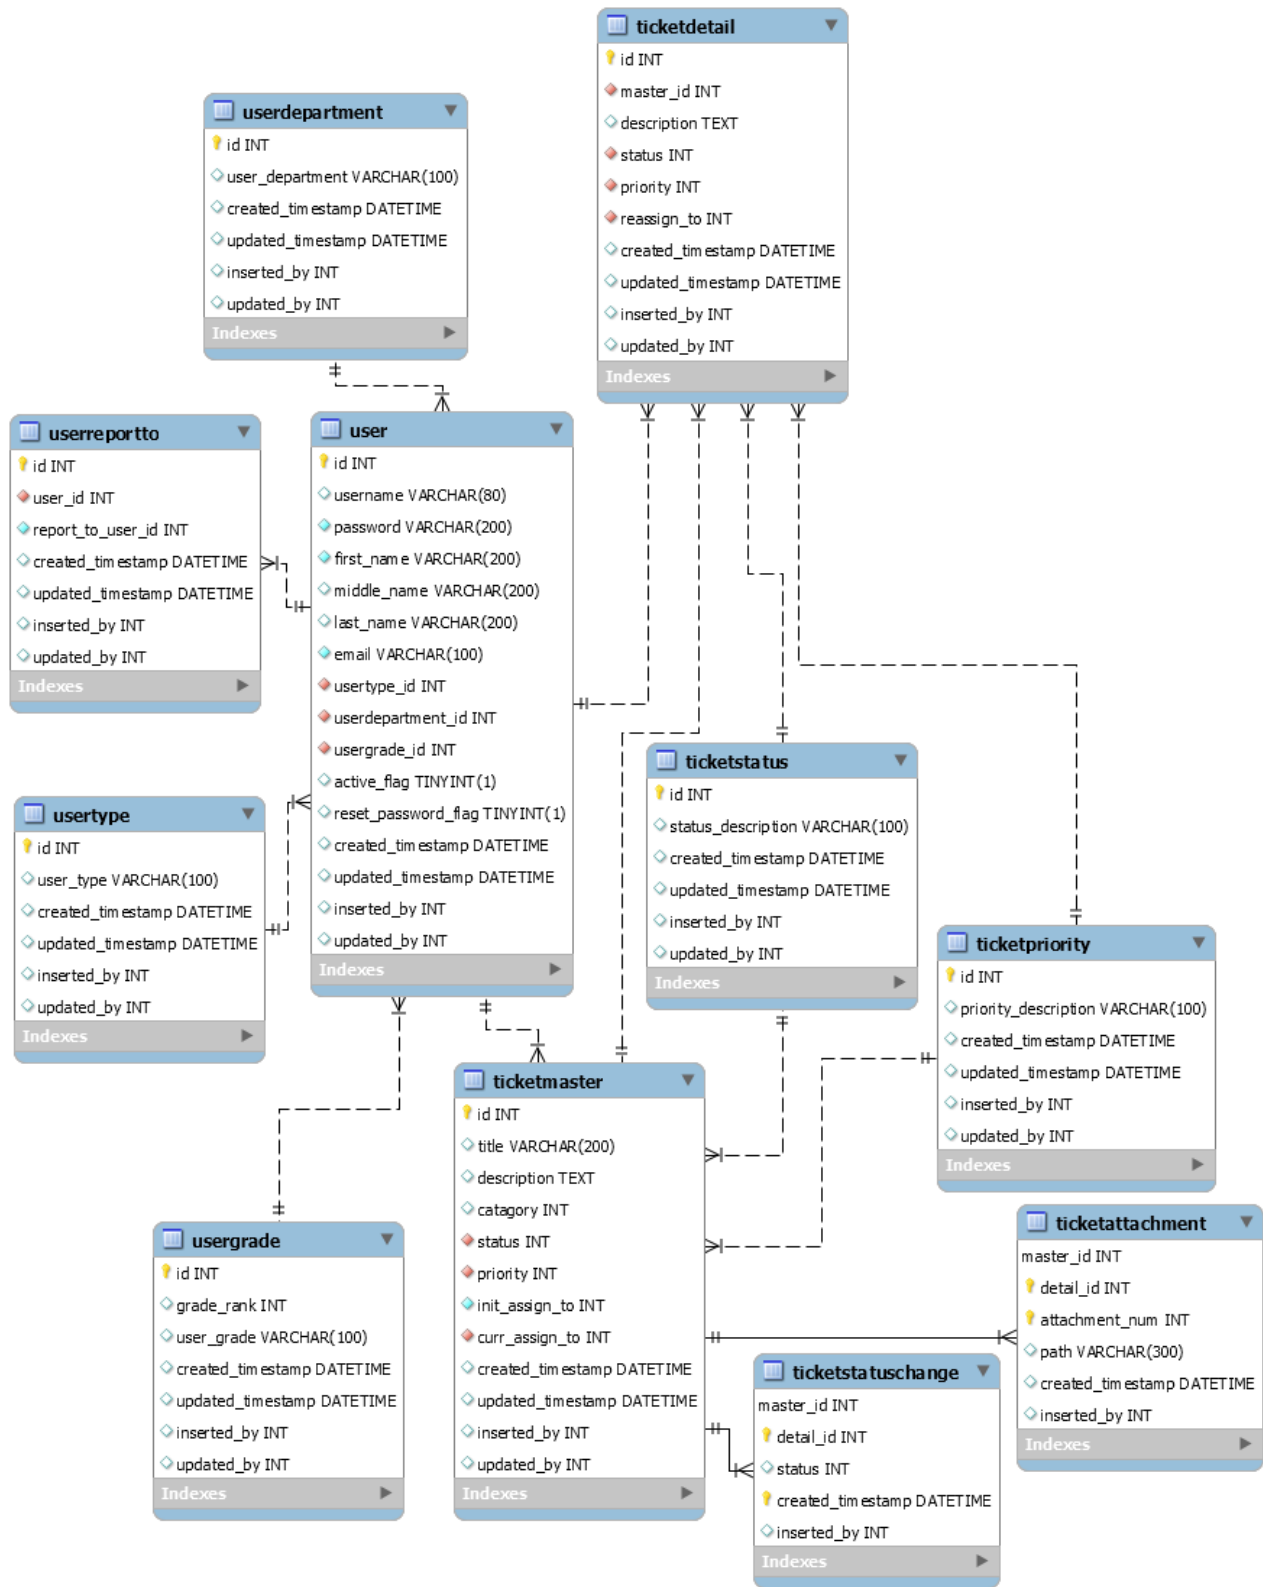 ticketdetail
id INT
master_id INT
description TEXT
status INT
priority INT
reassign_to INT
created_timestamp DATETIME
updated_timestamp DATETIME
inserted_by INT
updated_by INT
Indexes
userdepartment
id INT
user_department VARCHAR(100)
created_timestamp DATETIME
updated_timestamp DATETIME
inserted_by INT
updated_by INT
Indexes
userreportto
id INT
user_id INT
report_to_user_id INT
created_timestamp DATETIME
updated_timestamp DATETIME
inserted_by INT
updated_by INT
Indexes
user
id INT
username VARCHAR(80)
password VARCHAR(200)
first_name VARCHAR(200)
middle_name VARCHAR(200)
last_name VARCHAR(200)
email VARCHAR(100)
usertype_id INT
userdepartment_id INT
usergrade_id INT
active_flag TINYINT(1)
reset_password_flag TINYINT(1)
created_timestamp DATETIME
updated_timestamp DATETIME
inserted_by INT
updated_by INT
Indexes
usertype
id INT
user_type VARCHAR(100)
created_timestamp DATETIME
updated_timestamp DATETIME
inserted_by INT
updated_by INT
Indexes
ticketstatus
id INT
status_description VARCHAR(100)
created_timestamp DATETIME
updated_timestamp DATETIME
inserted_by INT
updated_by INT
Indexes
ticketpriority
id INT
priority_description VARCHAR(100)
created_timestamp DATETIME
updated_timestamp DATETIME
inserted_by INT
updated_by INT
Indexes
ticketmaster
id INT
title VARCHAR(200)
description TEXT
catagory INT
status INT
priority INT
init_assign_to INT
curr_assign_to INT
created_timestamp DATETIME
updated_timestamp DATETIME
inserted_by INT
updated_by INT
Indexes
usergrade
id INT
grade_rank INT
user_grade VARCHAR(100)
created_timestamp DATETIME
updated_timestamp DATETIME
inserted_by INT
updated_by INT
Indexes
ticketattachment
master_id INT
detail_id INT
attachment_num INT
path VARCHAR(300)
created_timestamp DATETIME
inserted_by INT
Indexes
ticketstatuschange
master_id INT
detail_id INT
status INT
created_timestamp DATETIME
inserted_by INT
Indexes